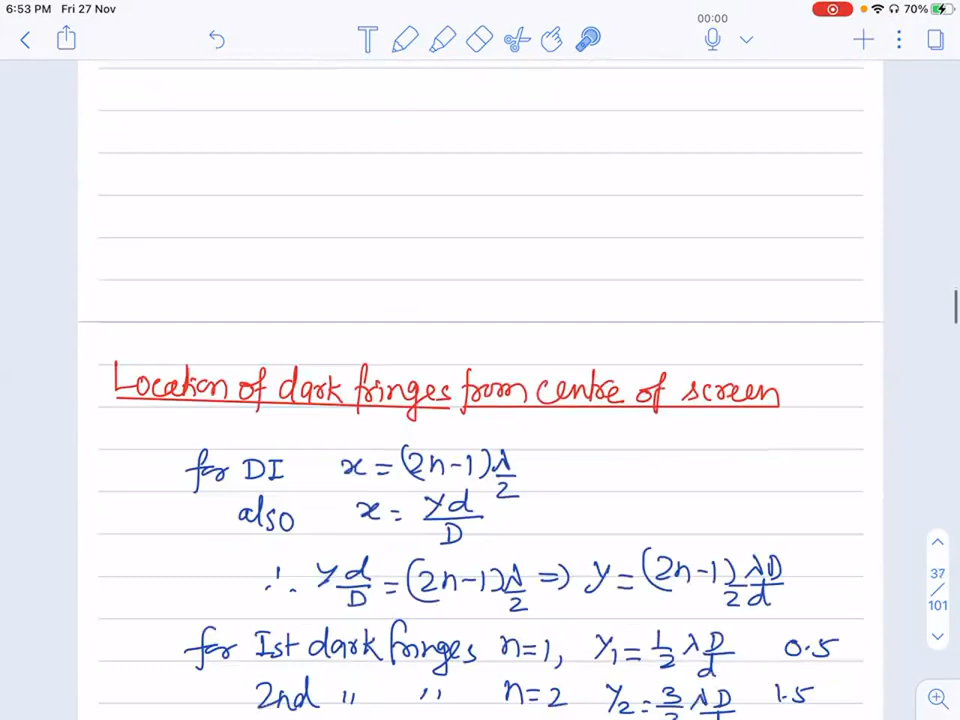 6:53 PM Fri 27 Nov 70%
00:00
T
Location of dark fringes from centre of screen
for DI x = (2n-1)λ/2
also x = yd/D
∴ y d/D = (2n-1)λ/2 => y = (2n-1)/2 λD/d
for Ist dark fringes n=1, y₁ = 1/2 λD/d 0.5
2nd " " n=2 y₂ = 3/2 λD/d 1.5
37
/
101